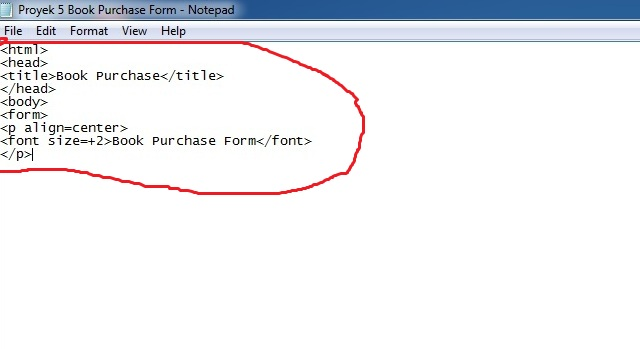 Proyek 5 Book Purchase Form - Notepad
File Edit Format View Help
<html>
<head>
<title>Book Purchase</title>
</head>
<body>
<form>
<p align=center>
<font size=+2>Book Purchase Form</font>
</p>